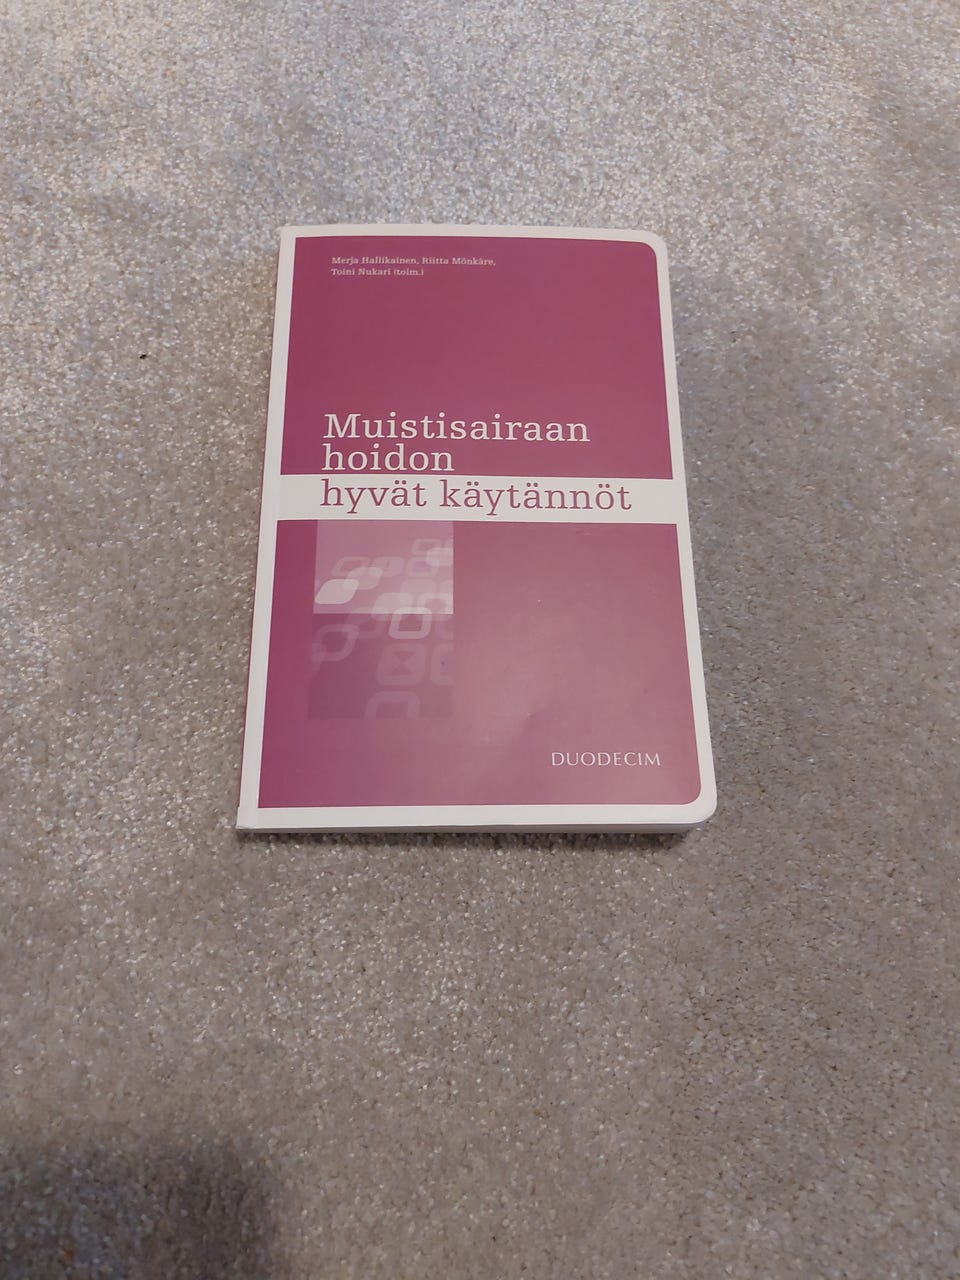 Merja Hallikainen, Riitta Mönkäre,
Toini Nukari (toim.)
Muistisairaan
hoidon
hyvät käytännöt
DUODECIM